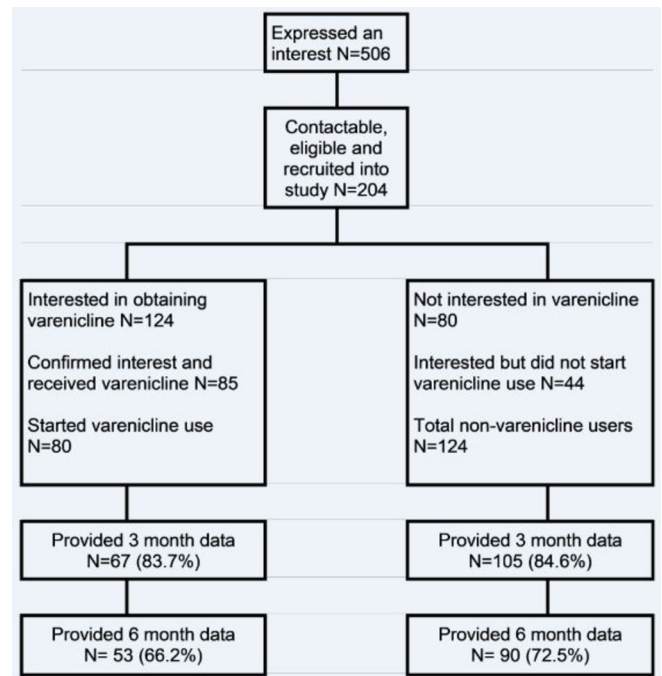 Expressed an
interest N=506
Contactable,
eligible and
recruited into
study N=204
Interested in obtaining
varenicline N=124
Confirmed interest and
received varenicline N=85
Started varenicline use
N=80
Not interested in varenicline
N=80
Interested but did not start
varenicline use N=44
Total non-varenicline users
N=124
Provided 3 month data
N=67 (83.7%)
Provided 3 month data
N=105 (84.6%)
Provided 6 month data
N= 53 (66.2%)
Provided 6 month data
N= 90 (72.5%)